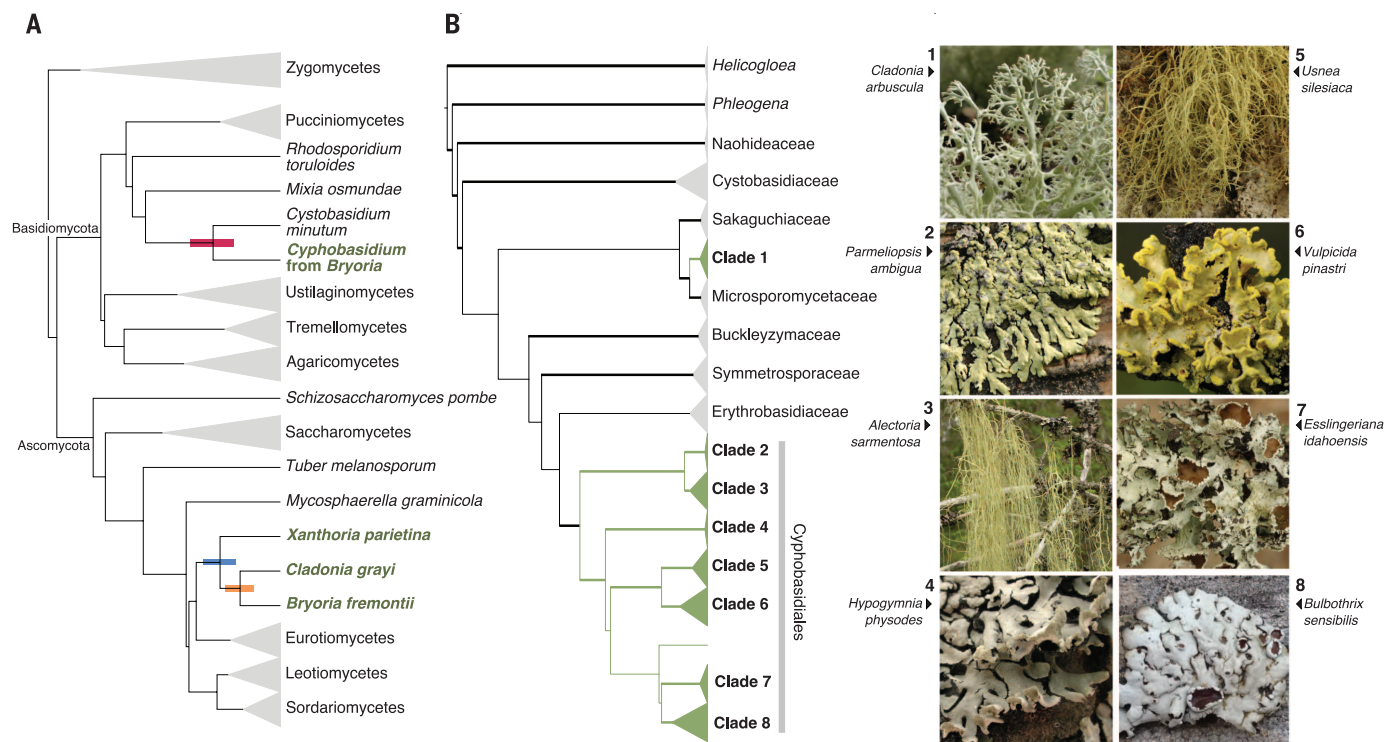 A
Zygomycetes
Pucciniomycetes
Rhodosporidium
toruloides
Mixia osmundae
Basidiomycota
Cystobasidium
minutum
Cyphobasidium
from Bryoria
Ustilaginomycetes
Tremellomycetes
Agaricomycetes
Schizosaccharomyces pombe
Ascomycota
Saccharomycetes
Tuber melanosporum
Mycosphaerella graminicola
Xanthoria parietina
Cladonia grayi
Bryoria fremontii
Eurotiomycetes
Leotiomycetes
Sordariomycetes
B
Helicogloea
Phleogena
Naohideaceae
Cystobasidiaceae
Sakaguchiaceae
Clade 1
Microsporomycetaceae
Buckleyzymaceae
Symmetrosporaceae
Erythrobasidiaceae
Clade 2
Clade 3
Clade 4
Clade 5
Clade 6
Clade 7
Clade 8
Cyphobasidiales
1
Cladonia
arbuscula
2
Parmeliopsis
ambigua
3
Alectoria
sarmentosa
4
Hypogymnia
physodes
5
Usnea
silesiaca
6
Vulpicida
pinastri
7
Esslingeriana
idahoensis
8
Bulbothrix
sensibilis